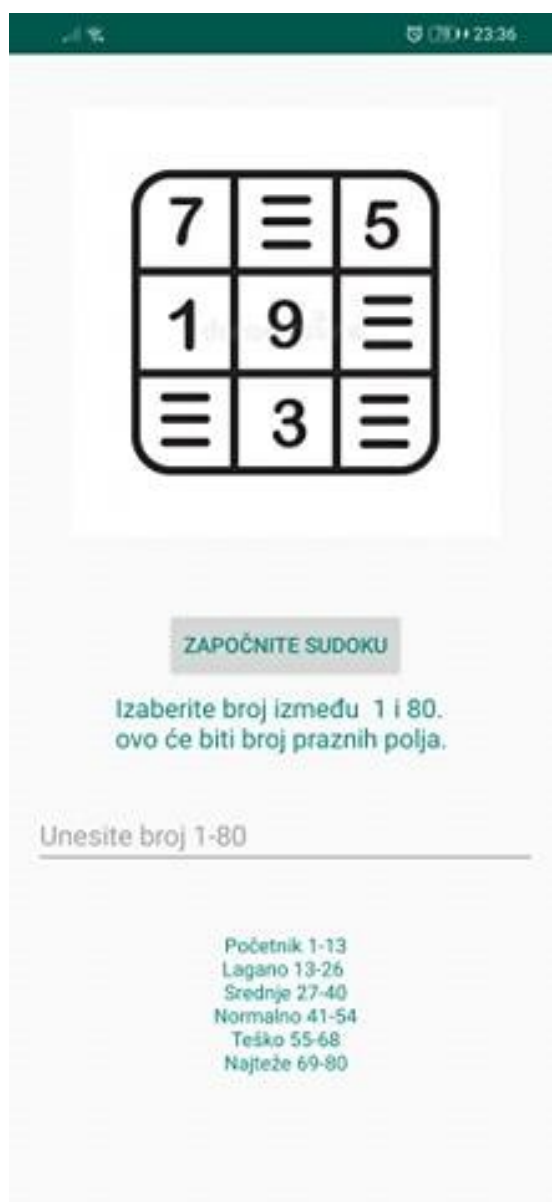 23:36
7 5
1 9
3
ZAPOČNITE SUDOKU
Izaberite broj između 1 i 80.
ovo će biti broj praznih polja.
Unesite broj 1-80
Početnik 1-13
Lagano 13-26
Srednje 27-40
Normalno 41-54
Teško 55-68
Najteže 69-80